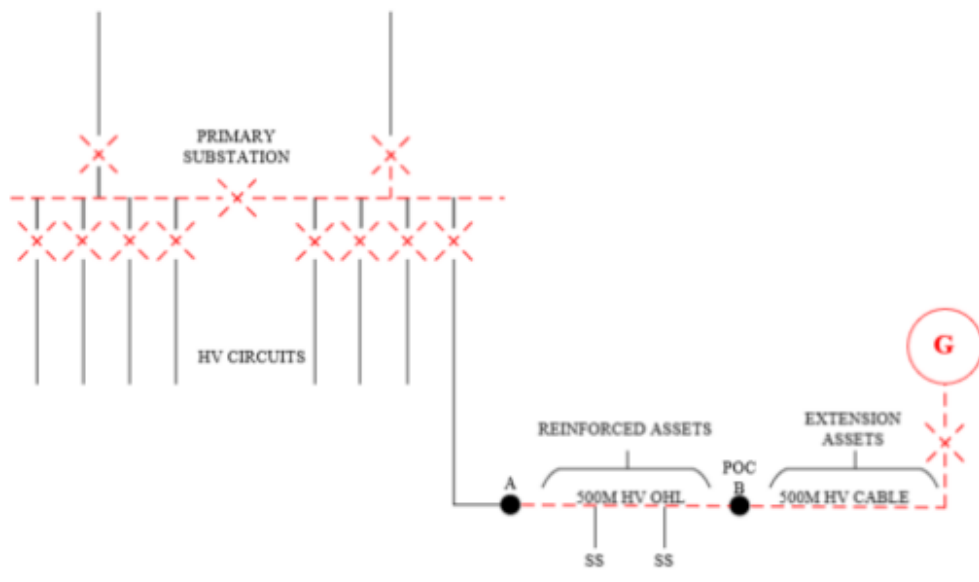 PRIMARY
SUBSTATION
HV CIRCUITS
G
REINFORCED ASSETS
EXTENSION
ASSETS
A
500M HV OHL
POC
B
500M HV CABLE
SS
SS